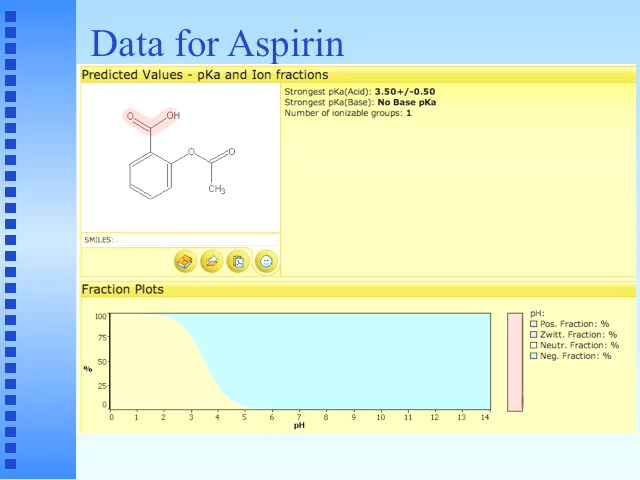 Data for Aspirin
Predicted Values - pKa and Ion fractions
Strongest pKa(Acid): 3.50+/-0.50
Strongest pKa(Base): No Base pKa
Number of ionizable groups: 1
O
OH
O
O
CH3
SMILES:
Fraction Plots
100
75
50
25
0
%
0 1 2 3 4 5 6 7 8 9 10 11 12 13 14
pH
pH:
Pos. Fraction: %
Zwitt. Fraction: %
Neutr. Fraction: %
Neg. Fraction: %